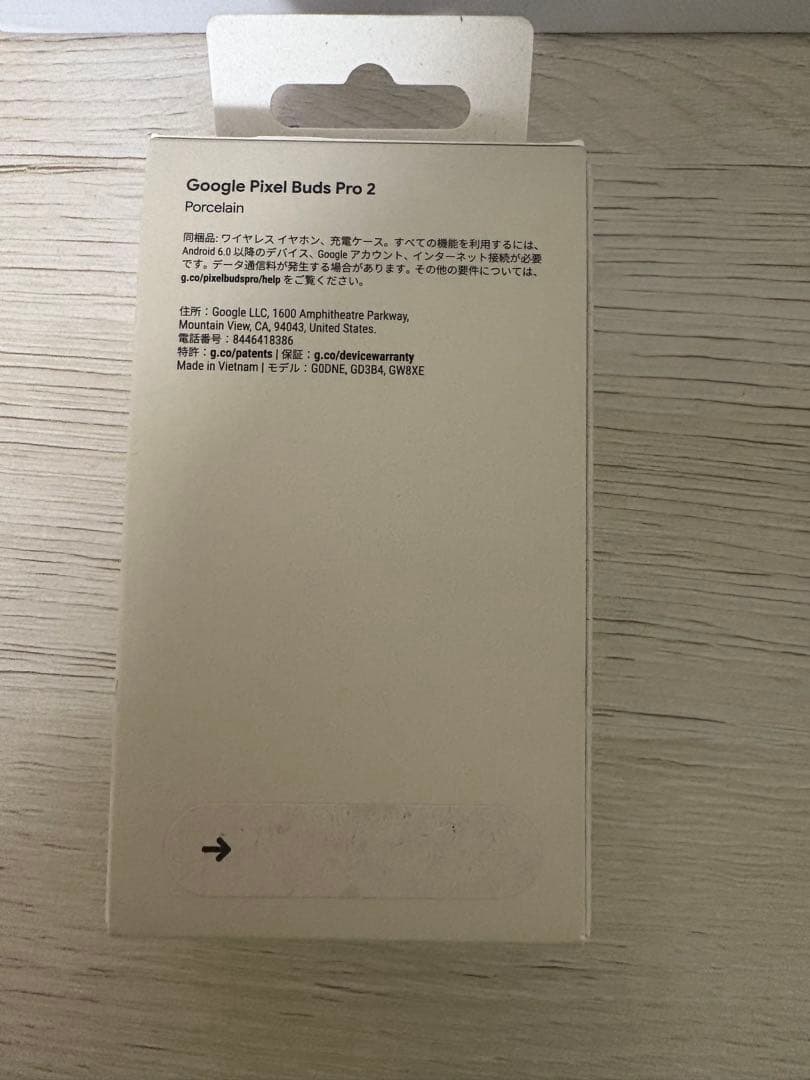 Google Pixel Buds Pro 2
Porcelain
同梱品: ワイヤレス イヤホン、充電ケース。すべての機能を利用するには、
Android 6.0 以降のデバイス、Google アカウント、インターネット接続が必要
です。データ通信料が発生する場合があります。その他の要件については、
g.co/pixelbudspro/help をご覧ください。
住所：Google LLC, 1600 Amphitheatre Parkway,
Mountain View, CA, 94043, United States.
電話番号：8446418386
特許：g.co/patents | 保証：g.co/devicewarranty
Made in Vietnam | モデル：G0DNE, GD3B4, GW8XE